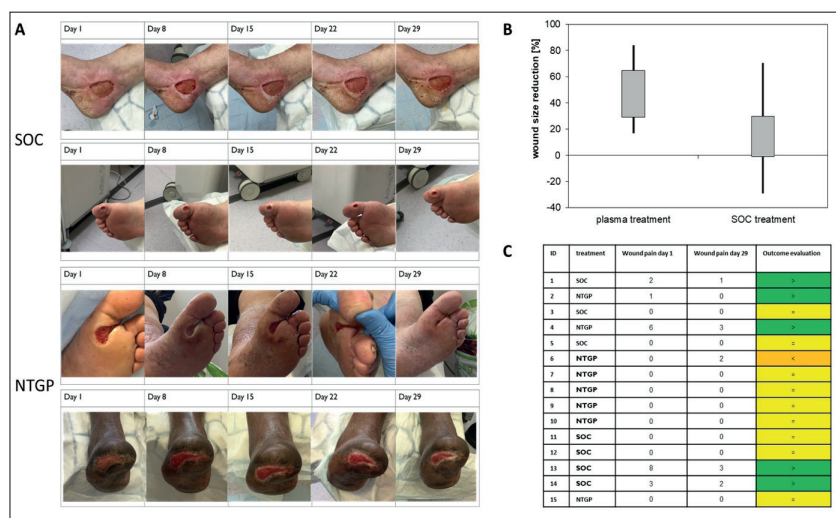 A
Day 1 Day 8 Day 15 Day 22 Day 29
SOC
Day 1 Day 8 Day 15 Day 22 Day 29
Day 1 Day 8 Day 15 Day 22 Day 29
NTGP
Day 1 Day 8 Day 15 Day 22 Day 29
B
wound size reduction [%]
100
80
60
40
20
0
-20
-40
plasma treatment SOC treatment
C
ID treatment Wound pain day 1 Wound pain day 29 Outcome evaluation
1 SOC 2 1 >
2 NTGP 1 0 >
3 SOC 0 0 =
4 NTGP 6 3 >
5 SOC 0 0 =
6 NTGP 0 2 <
7 NTGP 0 0 =
8 NTGP 0 0 =
9 NTGP 0 0 =
10 NTGP 0 0 =
11 SOC 0 0 =
12 SOC 0 0 =
13 SOC 8 3 >
14 SOC 3 2 >
15 NTGP 0 0 =